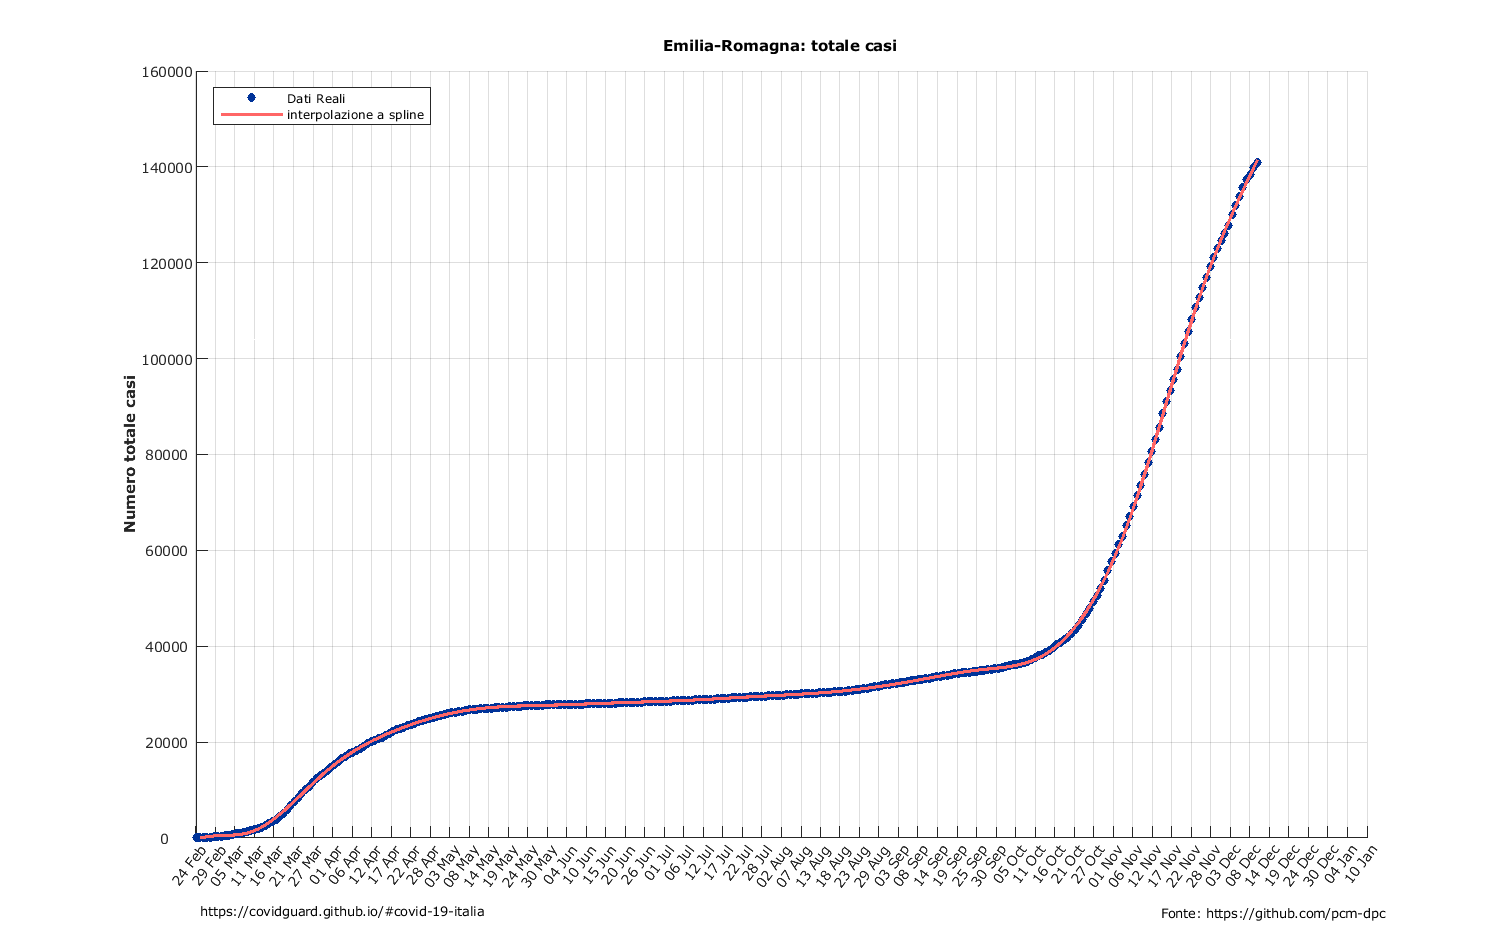 Emilia-Romagna: totale casi
160000
140000
120000
100000
80000
60000
40000
20000
0
Numero totale casi
Dati Reali
interpolazione a spline
24 Feb
29 Feb
05 Mar
11 Mar
16 Mar
21 Mar
27 Mar
01 Apr
06 Apr
12 Apr
17 Apr
22 Apr
28 Apr
03 May
08 May
14 May
19 May
24 May
30 May
04 Jun
10 Jun
15 Jun
20 Jun
26 Jun
01 Jul
06 Jul
12 Jul
17 Jul
22 Jul
28 Jul
02 Aug
07 Aug
13 Aug
18 Aug
23 Aug
29 Aug
03 Sep
08 Sep
14 Sep
19 Sep
25 Sep
30 Sep
05 Oct
11 Oct
16 Oct
21 Oct
27 Oct
01 Nov
06 Nov
12 Nov
17 Nov
22 Nov
28 Nov
03 Dec
08 Dec
14 Dec
19 Dec
24 Dec
30 Dec
04 Jan
10 Jan
https://covidguard.github.io/#covid-19-italia
Fonte: https://github.com/pcm-dpc